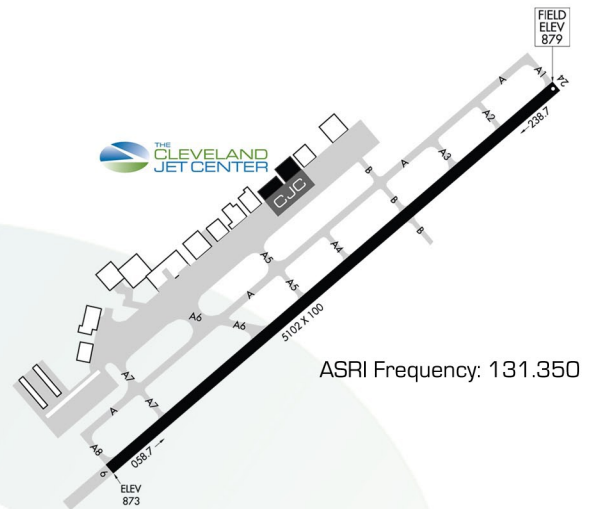 FIELD
ELEV
879
24
A1
A
A2
238.7
THE
CLEVELAND
JET CENTER
A3
A
B
CJC
B
B
A4
A5
A5
A
A6
A6
5102 X 100
ASRI Frequency: 131.350
A7
A7
A
A8
058.7
6
ELEV
873